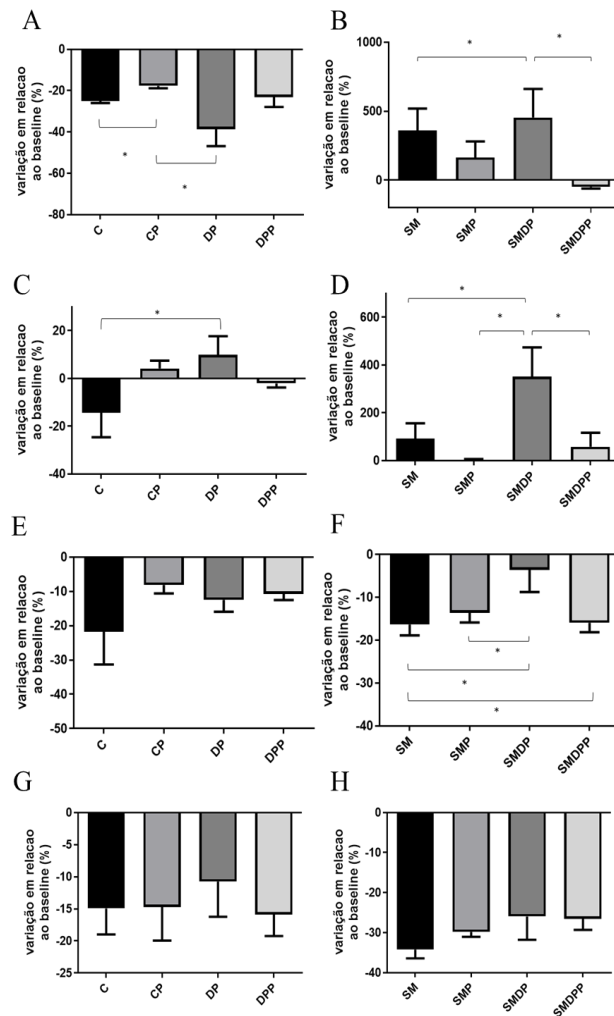 A
variação em relacao
ao baseline (%)
0
-20
-40
-60
-80
*
*
C
CP
DP
DPP
B
variação em relacao
ao baseline (%)
1000
500
0
*
*
SM
SMP
SMDP
SMDPP
C
variação em relacao
ao baseline (%)
20
0
-20
-40
*
C
CP
DP
DPP
D
variação em relacao
ao baseline (%)
600
400
200
0
*
*
*
SM
SMP
SMDP
SMDPP
E
variação em relacao
ao baseline (%)
0
-10
-20
-30
-40
-50
C
CP
DP
DPP
F
variação em relacao
ao baseline (%)
0
-10
-20
-30
-40
*
*
*
SM
SMP
SMDP
SMDPP
G
variação em relacao
ao baseline (%)
0
-5
-10
-15
-20
-25
C
CP
DP
DPP
H
variação em relacao
ao baseline (%)
0
-10
-20
-30
-40
SM
SMP
SMDP
SMDPP